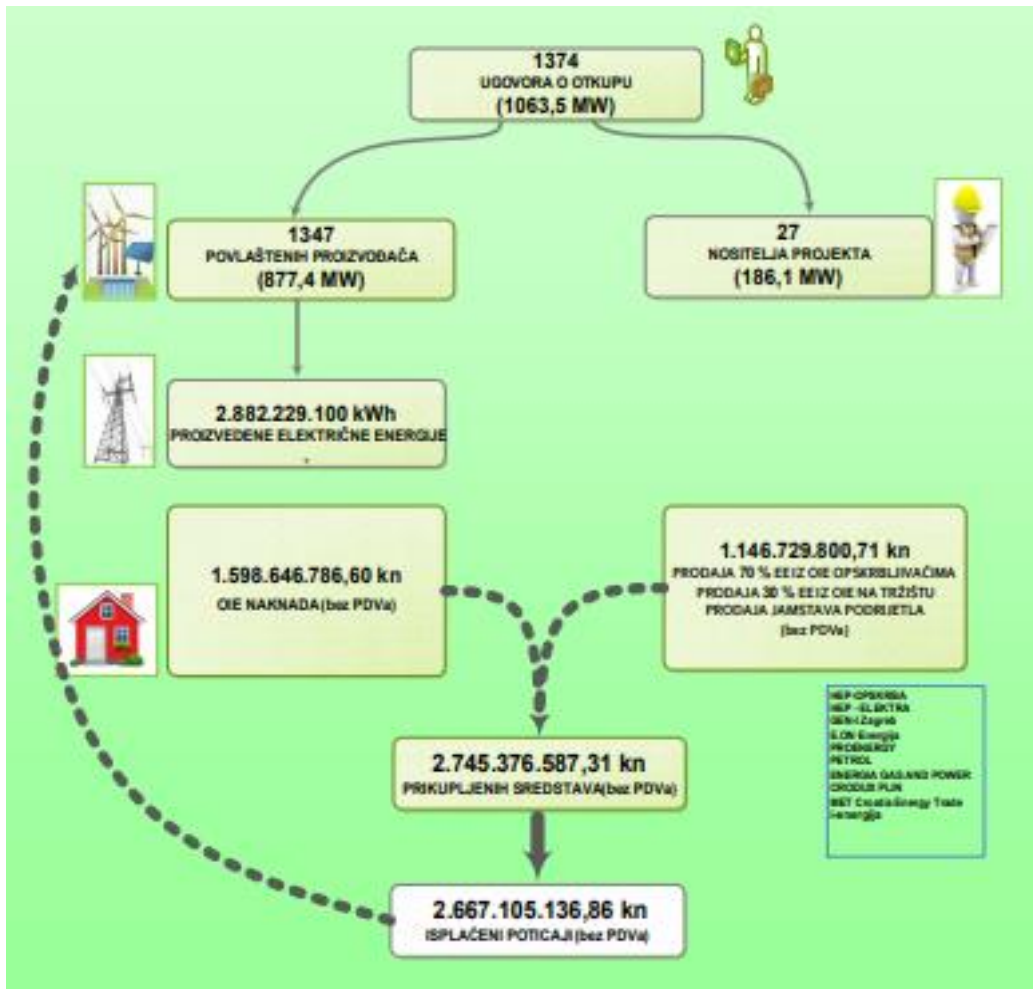 1374
UGOVORA O OTKUPU
(1063,5 MW)
1347
POVLAŠTENIH PROIZVOĐAČA
(877,4 MW)
27
NOSITELJA PROJEKTA
(186,1 MW)
2.882.229.100 kWh
PROIZVEDENE ELEKTRIČNE ENERGIJE
.
1.598.646.786,60 kn
OIE NAKNADA (bez PDVa)
1.146.729.800,71 kn
PRODAJA 70 % EE IZ OIE OPSKRBLJIVAČIMA
PRODAJA 30 % EE IZ OIE NA TRŽIŠTU
PRODAJA JAMSTAVA PODRIJETLA
(bez PDVa)
HEP-OPSKRBA
HEP - ELEKTRA
GEN-I Zagreb
E.ON Energija
PROENERGY
PETROL
ENERGIA GAS AND POWER
CRODUX PLIN
MET Croatia Energy Trade
i-energija
2.745.376.587,31 kn
PRIKUPLJENIH SREDSTAVA (bez PDVa)
2.667.105.136,86 kn
ISPLAĆENI POTICAJI (bez PDVa)